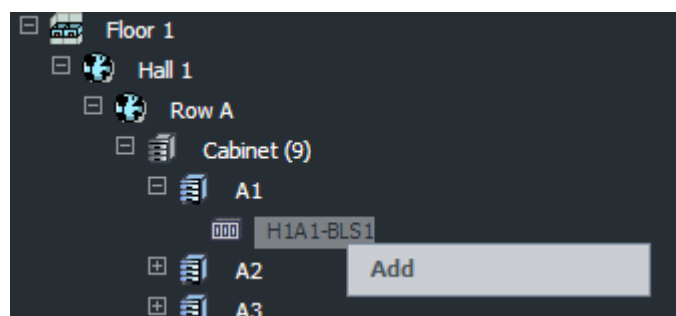 Floor 1
Hall 1
Row A
Cabinet (9)
A1
H1A1-BLS1
A2
Add
A3